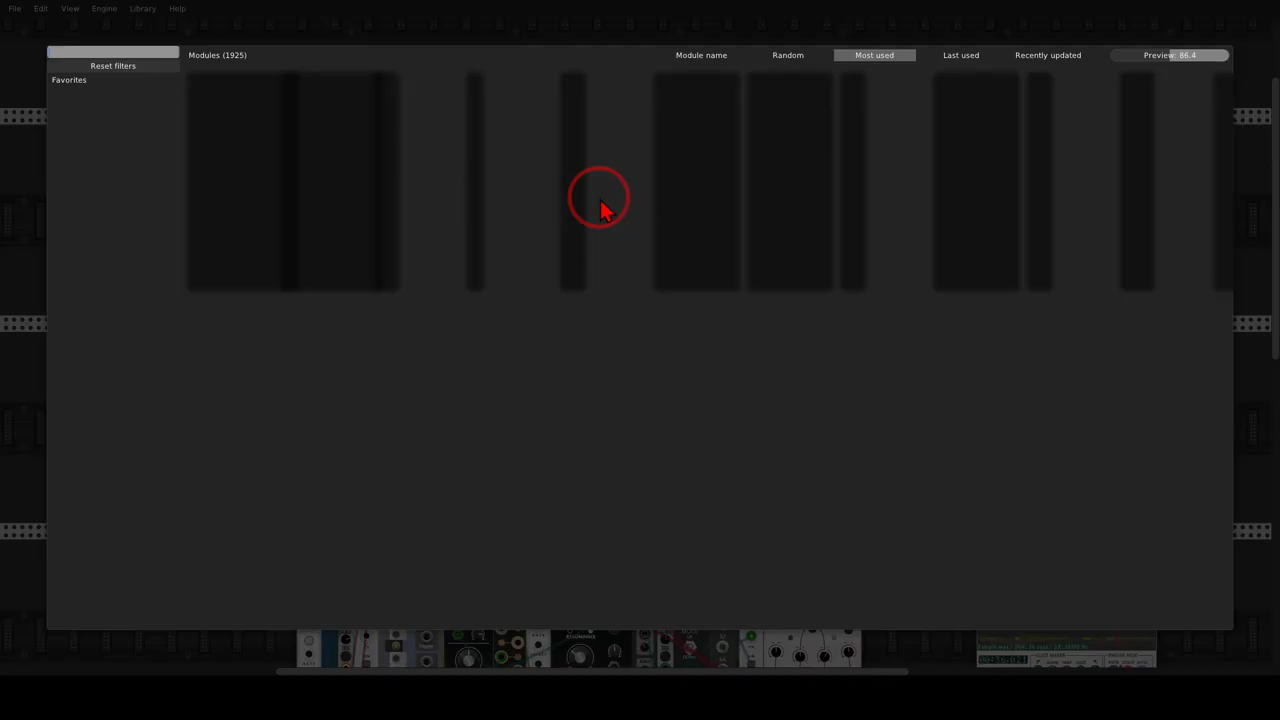 File Edit View Engine Library Help
Modules (1925) Module name Random Most used Last used Recently updated Preview: 86.4
Reset filters
Favorites